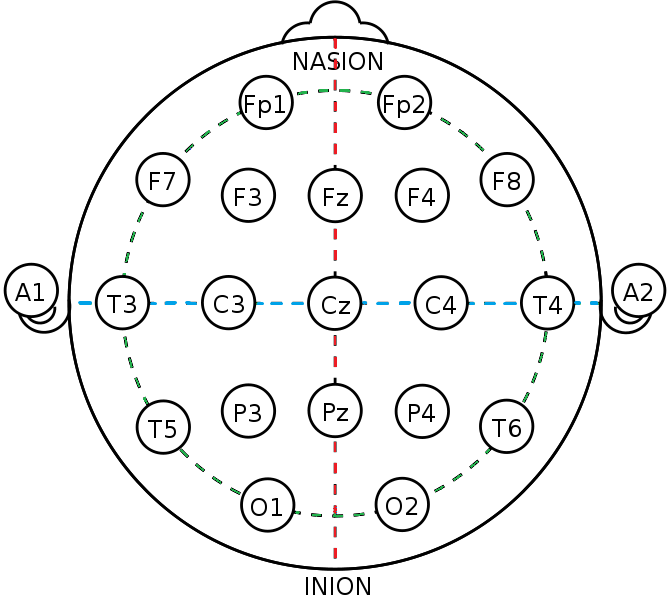 NASION
Fp1 Fp2
F7 F3 Fz F4 F8
A1 T3 C3 Cz C4 T4 A2
T5 P3 Pz P4 T6
O1 O2
INION